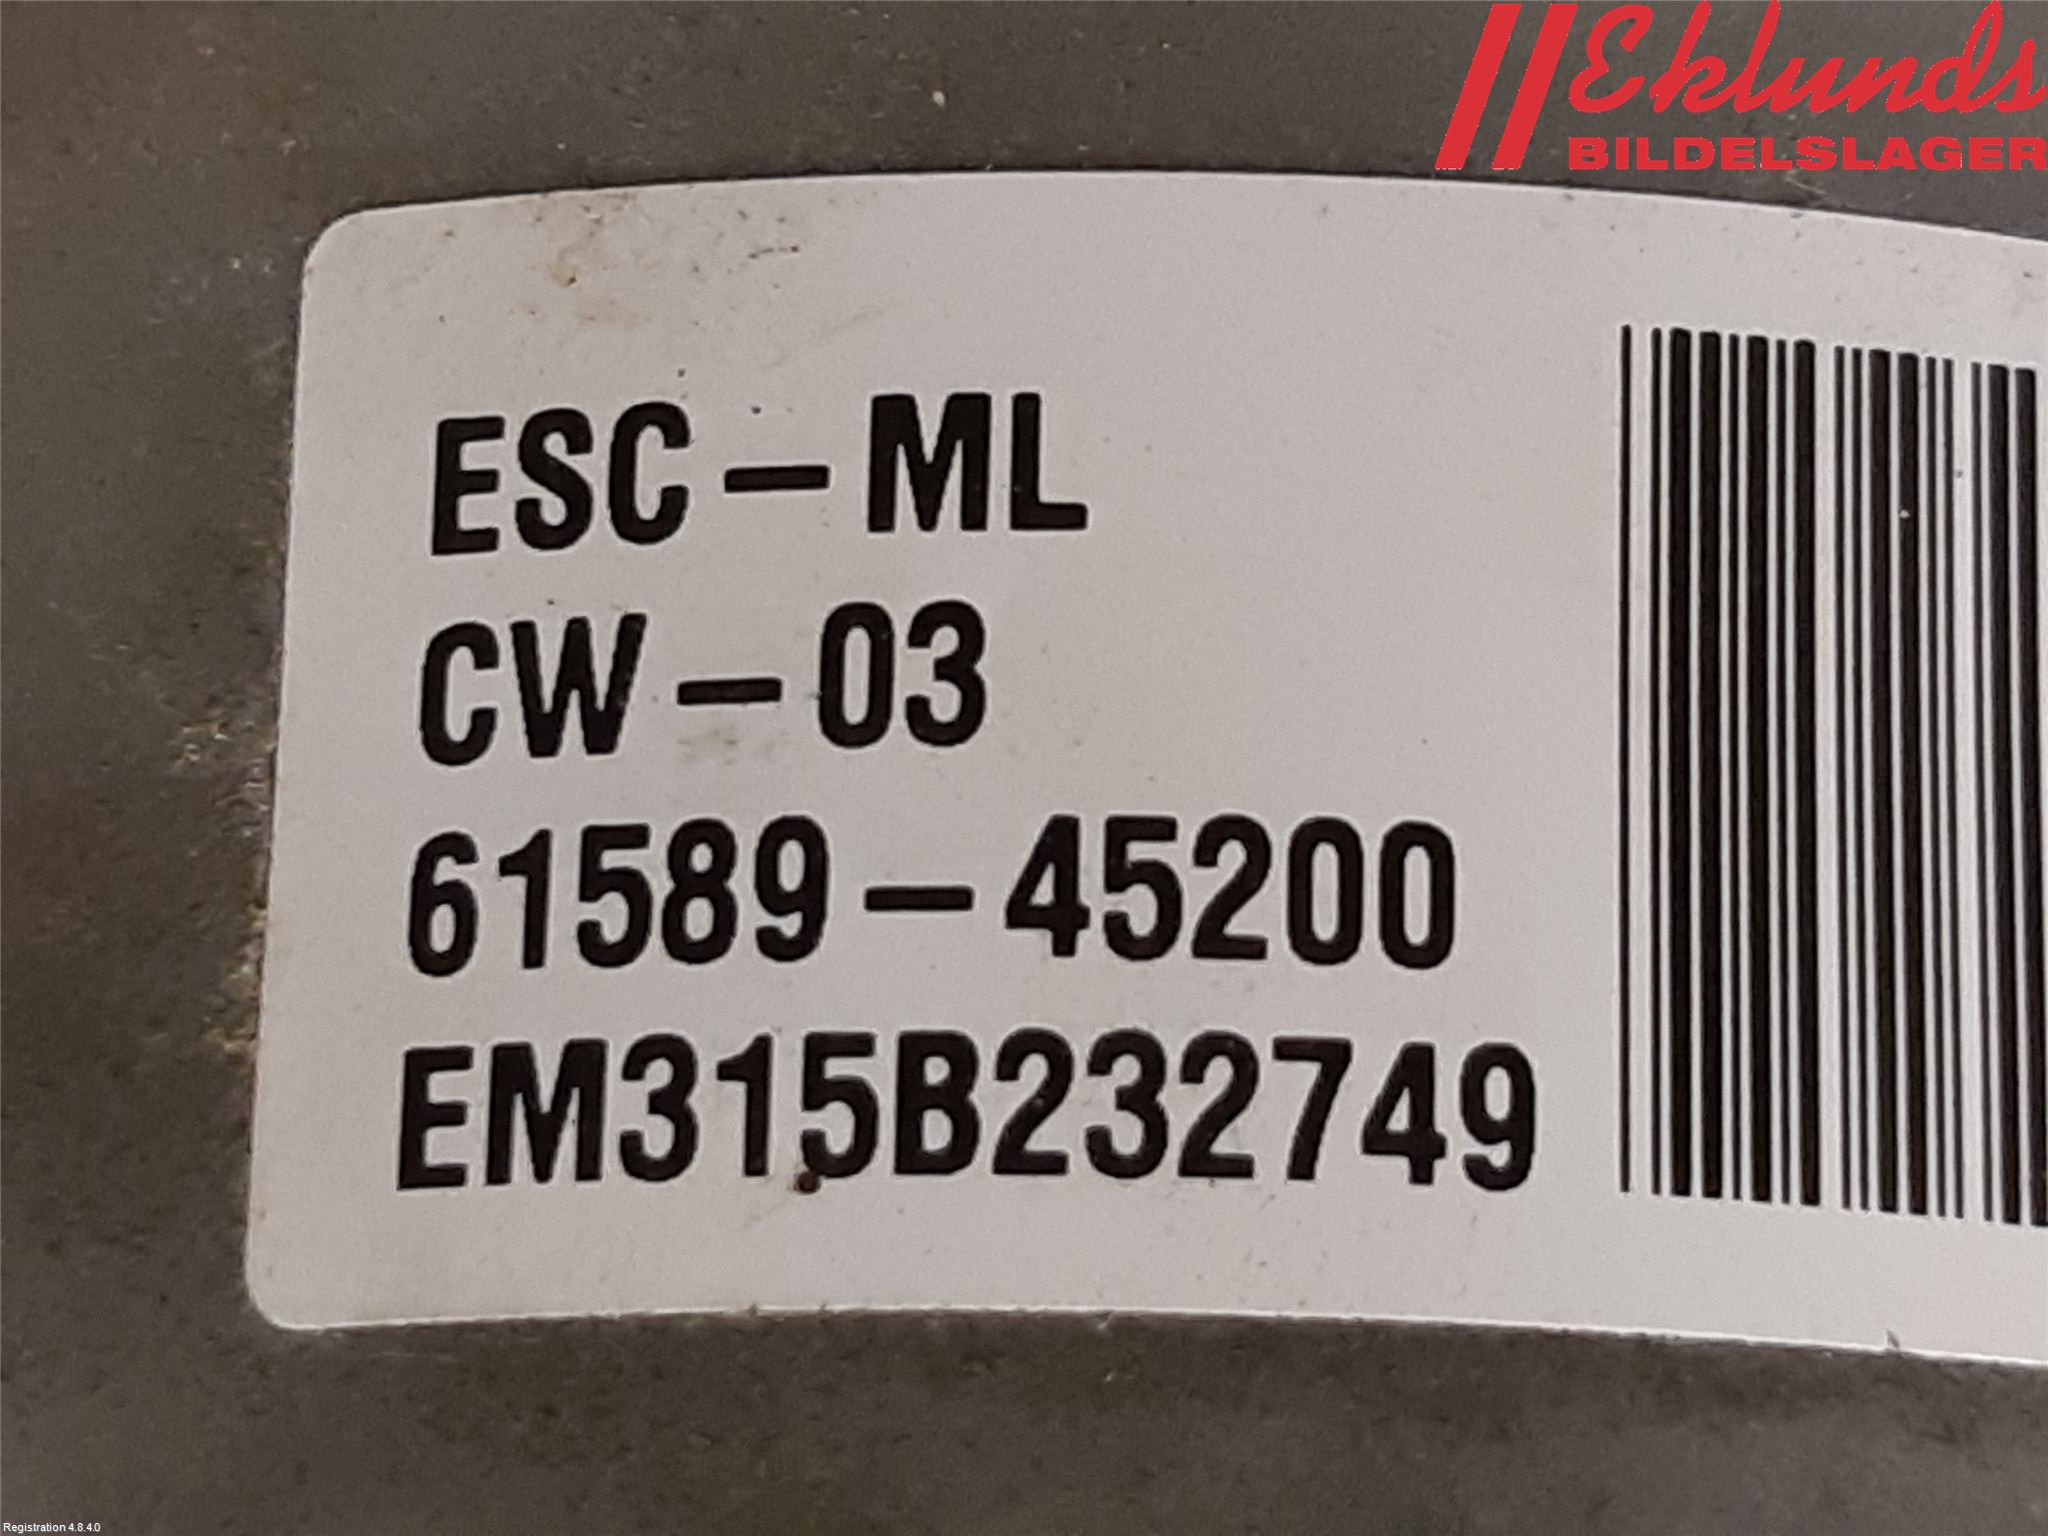 Eklunds
BILDELSLAGER
ESC-ML
CW-03
61589-45200
EM315B232749
Registration 4.8.4.0